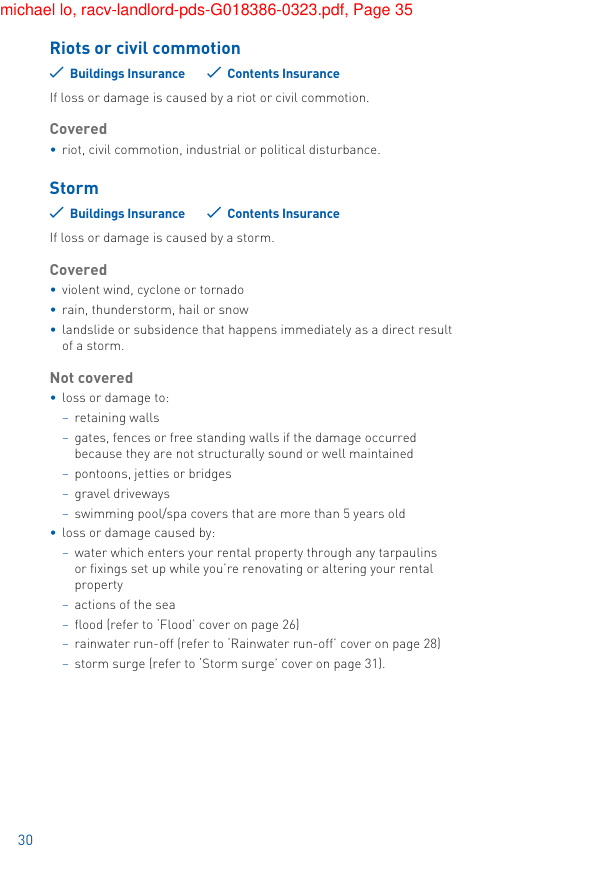 michael lo, racv-landlord-pds-G018386-0323.pdf, Page 35
Riots or civil commotion
✓ Buildings Insurance ✓ Contents Insurance
If loss or damage is caused by a riot or civil commotion.
Covered
• riot, civil commotion, industrial or political disturbance.
Storm
✓ Buildings Insurance ✓ Contents Insurance
If loss or damage is caused by a storm.
Covered
• violent wind, cyclone or tornado
• rain, thunderstorm, hail or snow
• landslide or subsidence that happens immediately as a direct result
of a storm.
Not covered
• loss or damage to:
– retaining walls
– gates, fences or free standing walls if the damage occurred
because they are not structurally sound or well maintained
– pontoons, jetties or bridges
– gravel driveways
– swimming pool/spa covers that are more than 5 years old
• loss or damage caused by:
– water which enters your rental property through any tarpaulins
or fixings set up while you’re renovating or altering your rental
property
– actions of the sea
– flood (refer to ‘Flood’ cover on page 26)
– rainwater run-off (refer to ‘Rainwater run-off’ cover on page 28)
– storm surge (refer to ‘Storm surge’ cover on page 31).
30